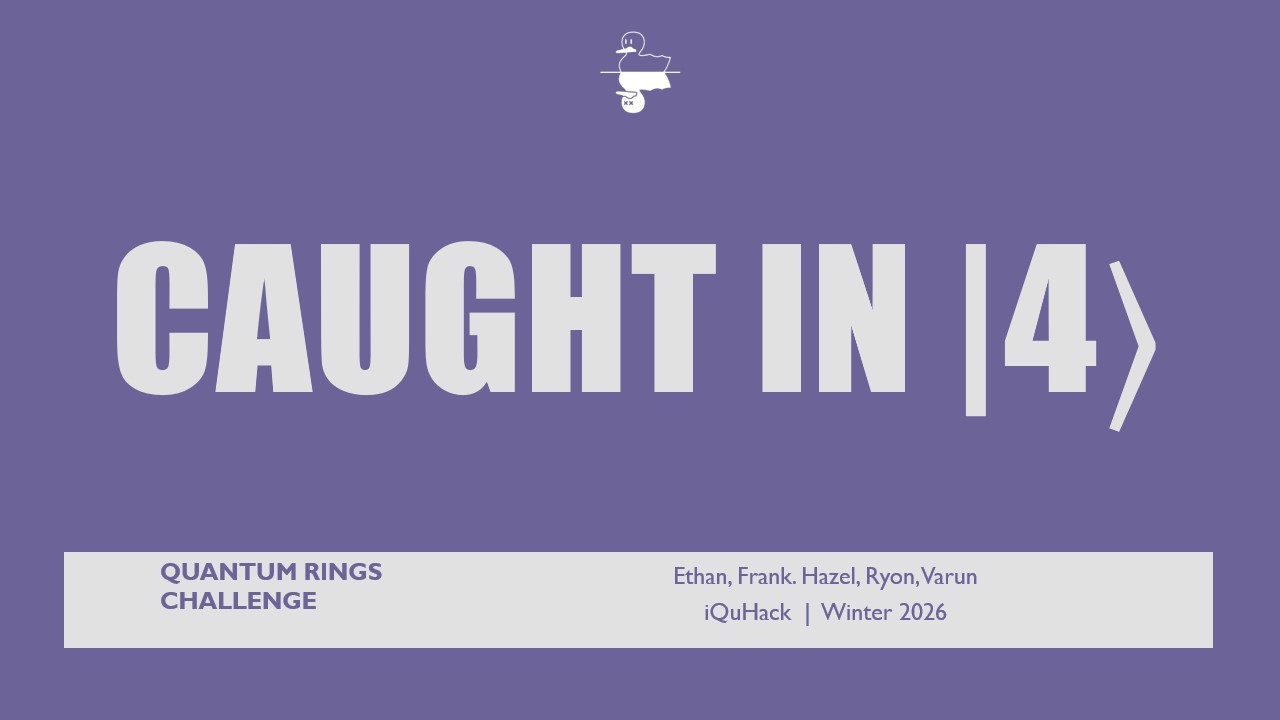 CAUGHT IN |4⟩
QUANTUM RINGS
CHALLENGE
Ethan, Frank. Hazel, Ryon,Varun
iQuHack | Winter 2026